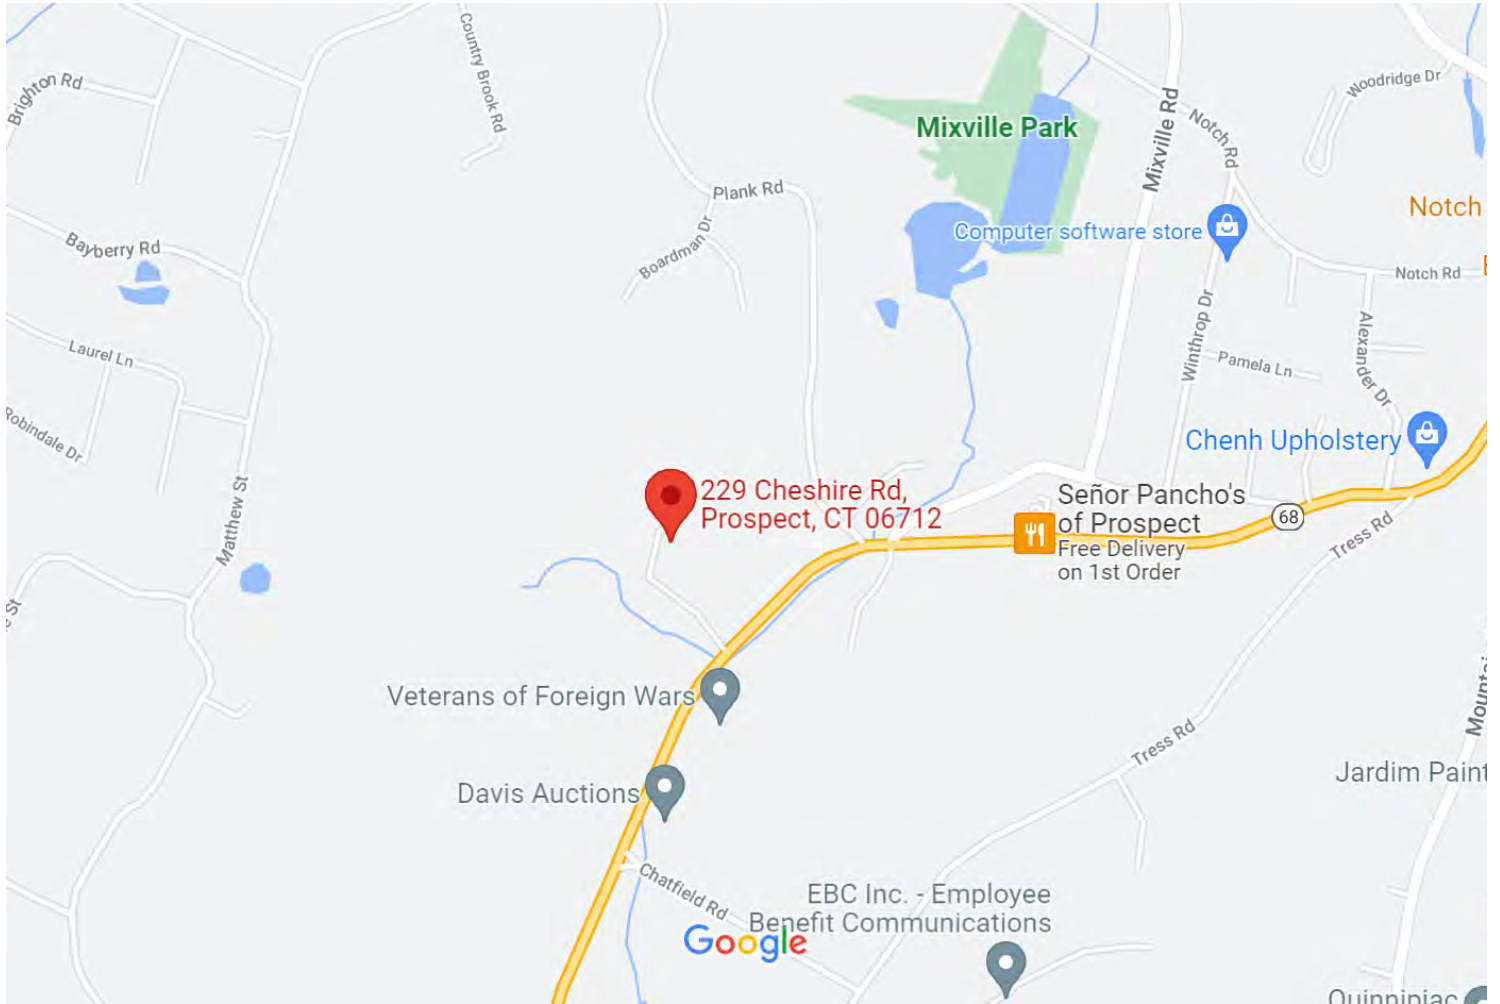 Country Brook Rd
Brighton Rd
Woodridge Dr
Mixville Park
Mixville Rd
Notch Rd
Plank Rd
Notch
Computer software store
Boardman Dr
Bayberry Rd
Notch Rd
Winthrop Dr
Alexander Dr
Laurel Ln
Pamela Ln
Robindale Dr
Chenh Upholstery
Matthew St
229 Cheshire Rd,
Prospect, CT 06712
Señor Pancho's
of Prospect
Free Delivery
on 1st Order
68
Tress Rd
St
Veterans of Foreign Wars
Tress Rd
Jardim Paint
Davis Auctions
Chatfield Rd
EBC Inc. - Employee
Benefit Communications
Google
Quinnipiac